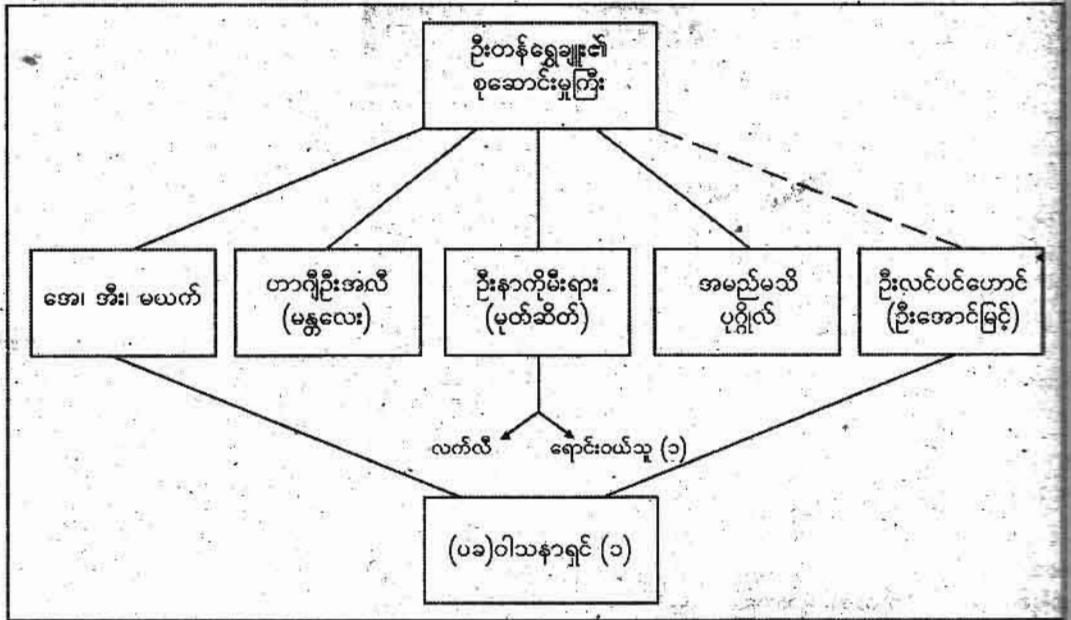 ဦးတန်ရွှေချူး၏
စုဆောင်းမှုကြီး
အေ၊ အီး၊ မယက်
ဟာဂျီဦးအလီ
(မန္တလေး)
ဦးနာကိုမီးရား
(မုတ်ဆိတ်)
အမည်မသိ
ပုဂ္ဂိုလ်
ဦးလင်ပင်ဟောင်
(ဦးအောင်မြင့်)
လက်လီ
ရောင်းဝယ်သူ (၁)
(ပခ)ဝါသနာရှင် (၁)